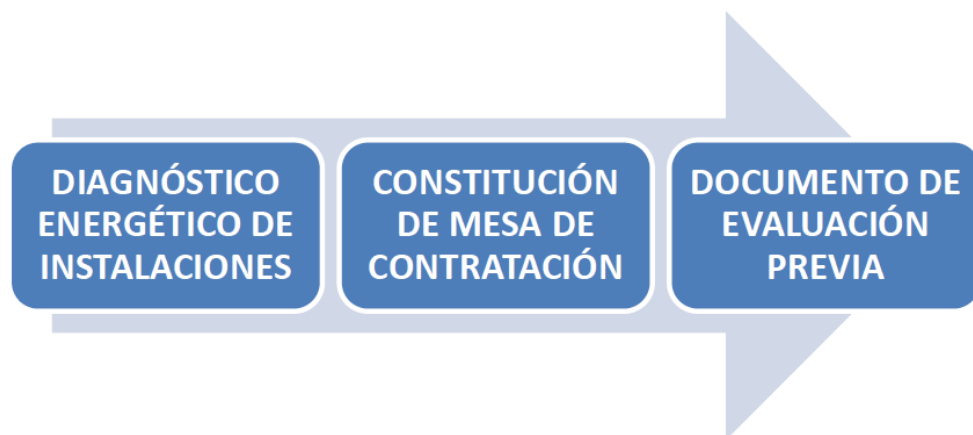 DIAGNÓSTICO
ENERGÉTICO DE
INSTALACIONES
CONSTITUCIÓN
DE MESA DE
CONTRATACIÓN
DOCUMENTO DE
EVALUACIÓN
PREVIA